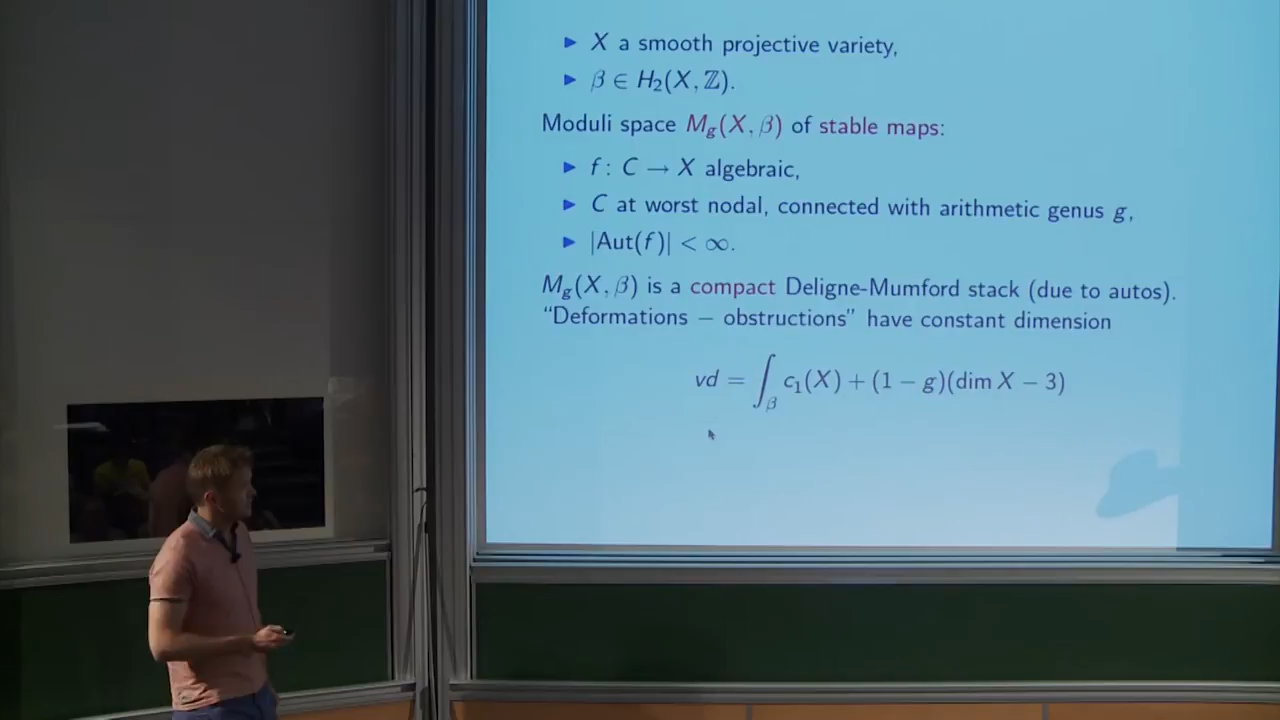 ▶ X a smooth projective variety,
▶ β ∈ H₂(X, ℤ).
Moduli space M_g(X, β) of stable maps:
▶ f : C → X algebraic,
▶ C at worst nodal, connected with arithmetic genus g,
▶ |Aut(f)| < ∞.
M_g(X, β) is a compact Deligne-Mumford stack (due to autos).
“Deformations − obstructions” have constant dimension
vd = ∫_β c₁(X) + (1 − g)(dim X − 3)